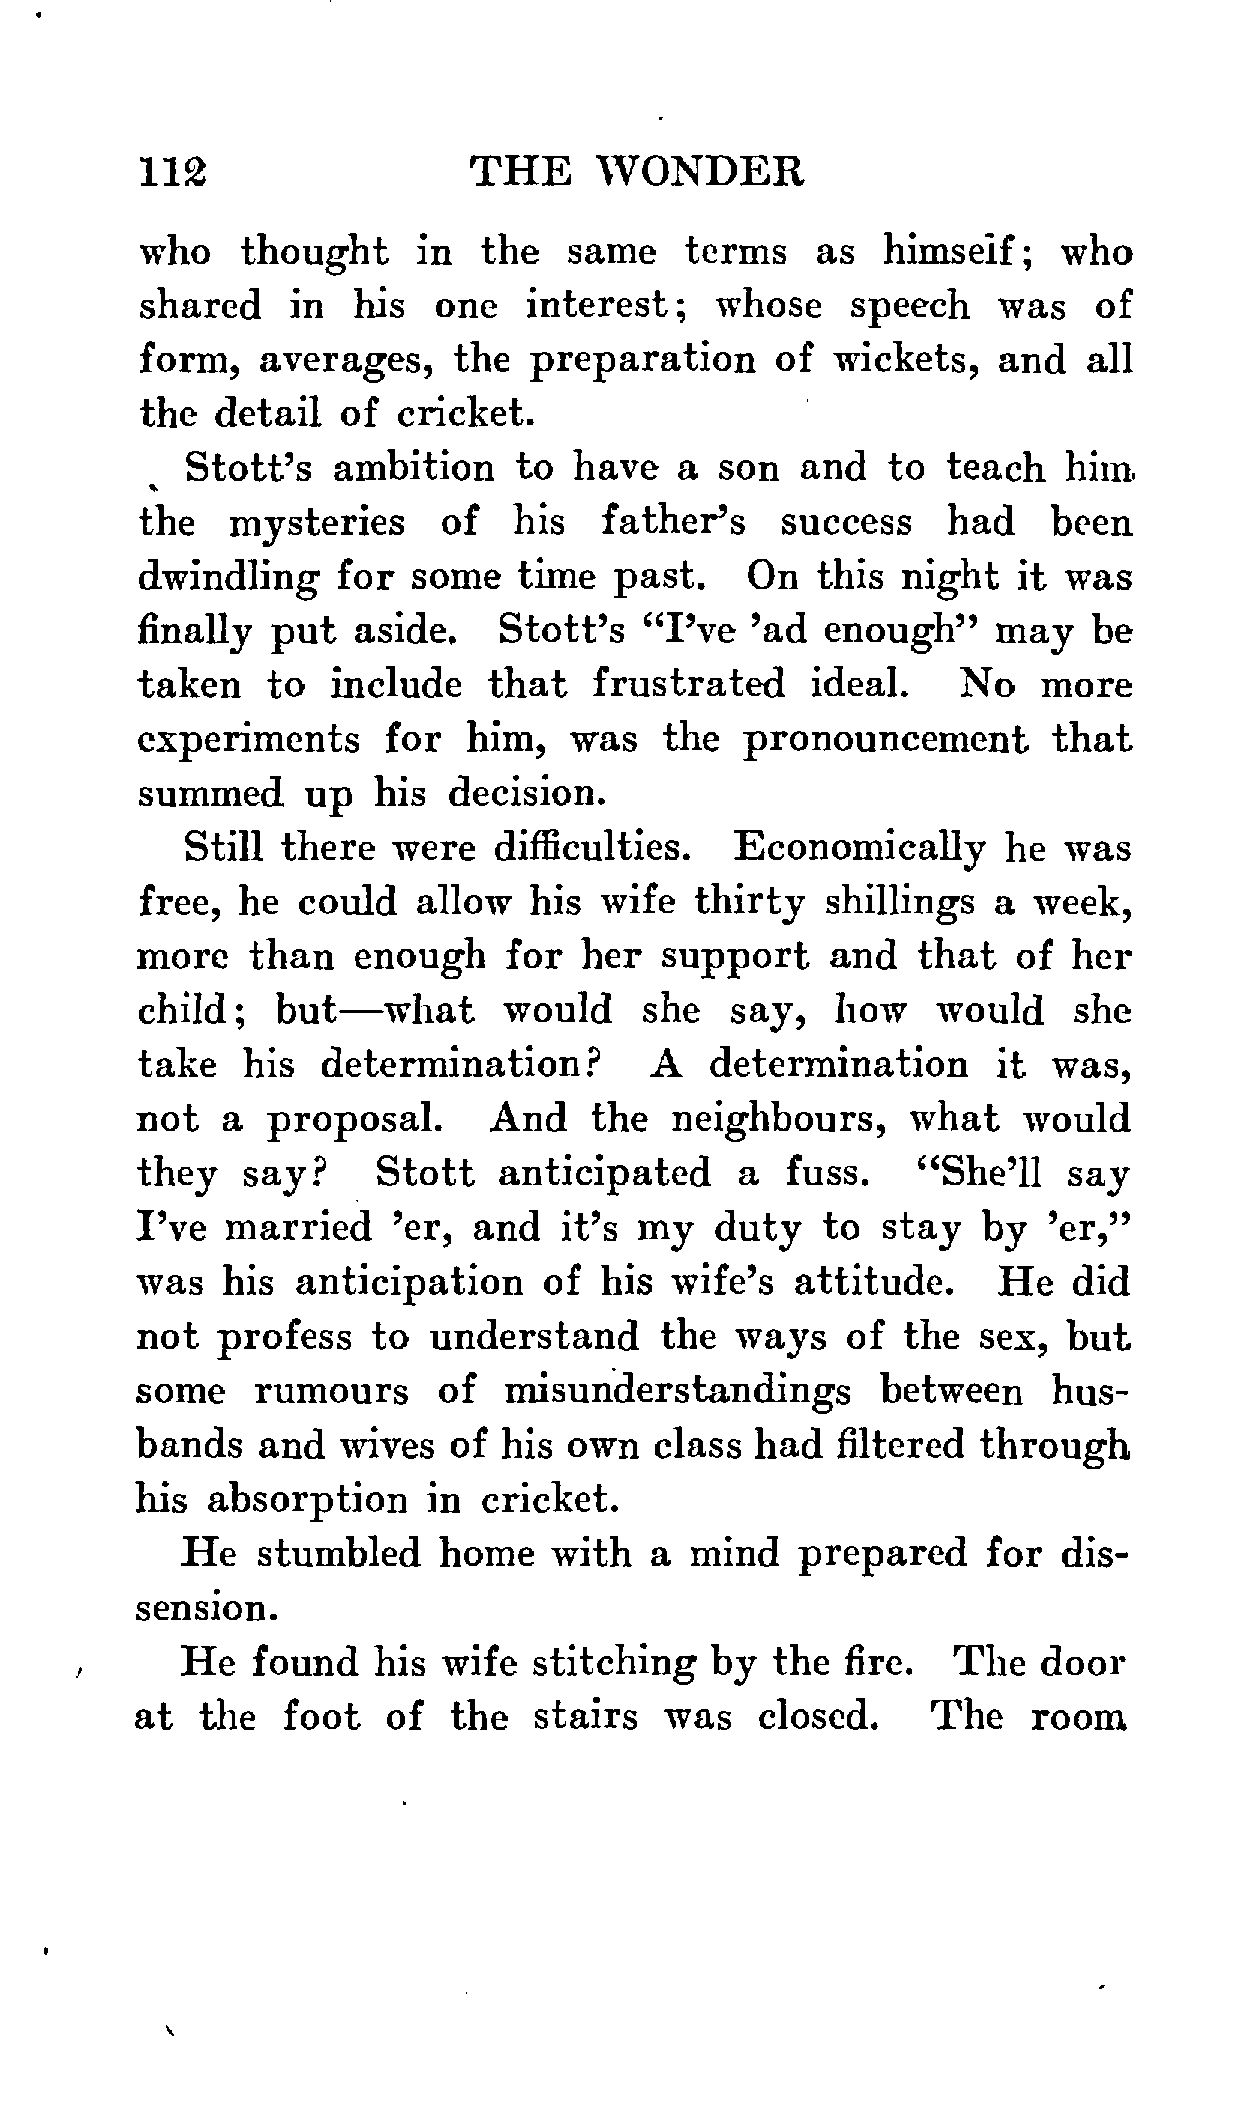 112 THE WONDER
who thought in the same terms as himself; who
shared in his one interest; whose speech was of
form, averages, the preparation of wickets, and all
the detail of cricket.
Stott's ambition to have a son and to teach him
the mysteries of his father's success had been
dwindling for some time past. On this night it was
finally put aside. Stott's “I've 'ad enough” may be
taken to include that frustrated ideal. No more
experiments for him, was the pronouncement that
summed up his decision.
Still there were difficulties. Economically he was
free, he could allow his wife thirty shillings a week,
more than enough for her support and that of her
child; but—what would she say, how would she
take his determination? A determination it was,
not a proposal. And the neighbours, what would
they say? Stott anticipated a fuss. “She'll say
I've married 'er, and it's my duty to stay by 'er,”
was his anticipation of his wife's attitude. He did
not profess to understand the ways of the sex, but
some rumours of misunderstandings between hus-
bands and wives of his own class had filtered through
his absorption in cricket.
He stumbled home with a mind prepared for dis-
sension.
He found his wife stitching by the fire. The door
at the foot of the stairs was closed. The room